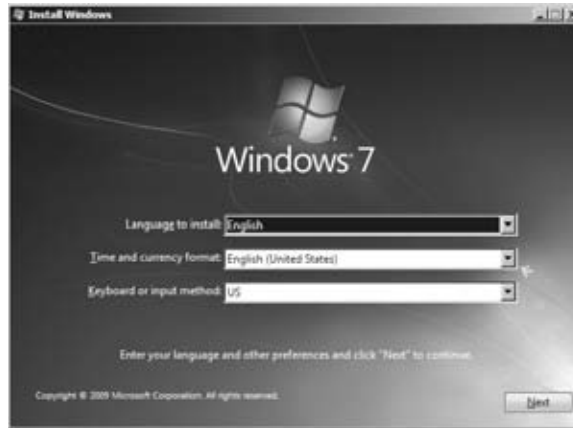 Install Windows
Windows 7
Language to install: English
Time and currency format: English (United States)
Keyboard or input method: US
Enter your language and other preferences and click "Next" to continue.
Copyright © 2009 Microsoft Corporation. All rights reserved.
Next